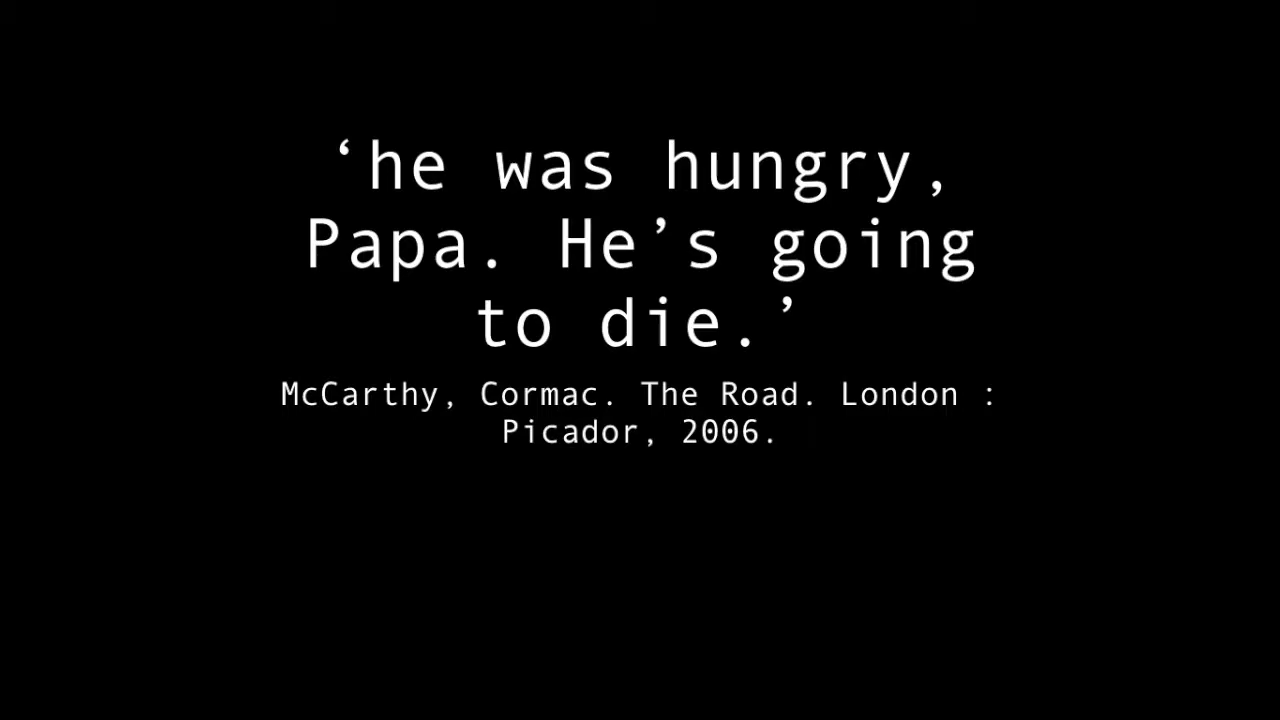 ‘he was hungry,
Papa. He’s going
to die.’
McCarthy, Cormac. The Road. London :
Picador, 2006.